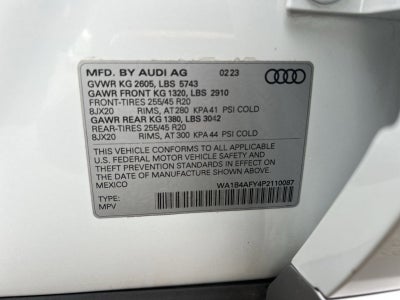 MFD. BY AUDI AG 02 23
GVWR KG 2605, LBS 5743
GAWR FRONT KG 1320, LBS 2910
FRONT-TIRES 255/45 R20
8JX20 RIMS, AT 280 KPA 41 PSI COLD
GAWR REAR KG 1380, LBS 3042
REAR-TIRES 255/45 R20
8JX20 RIMS, AT 300 KPA 44 PSI COLD
THIS VEHICLE CONFORMS TO ALL APPLICABLE
U.S. FEDERAL MOTOR VEHICLE SAFETY AND
THEFT PREVENTION STANDARDS IN EFFECT ON
THE DATE OF MANUFACTURE SHOWN ABOVE.
MEXICO WA1B4AFY4P2110087
TYPE:
MPV